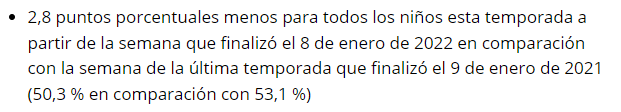 • 2,8 puntos porcentuales menos para todos los niños esta temporada a
partir de la semana que finalizó el 8 de enero de 2022 en comparación
con la semana de la última temporada que finalizó el 9 de enero de 2021
(50,3 % en comparación con 53,1 %)